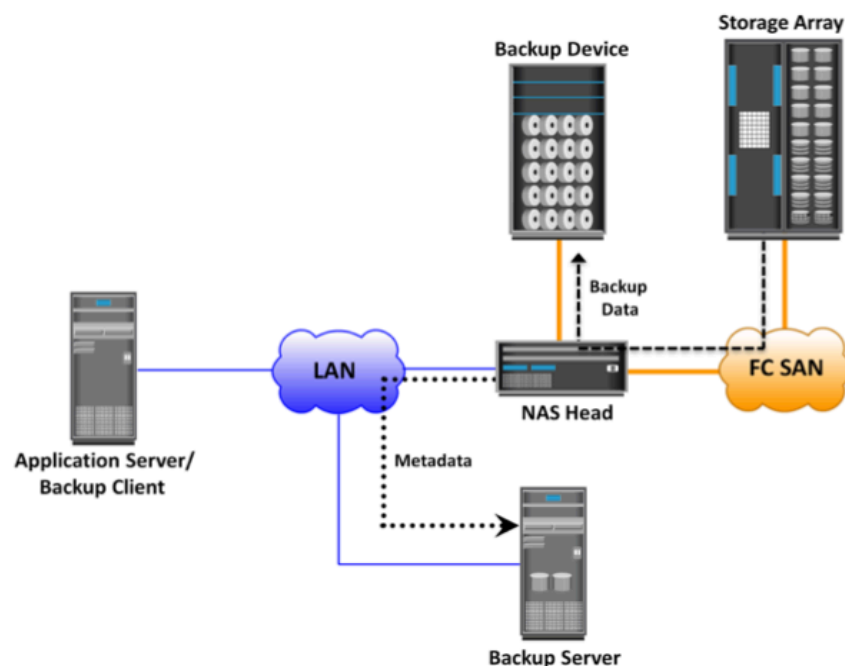 Storage Array
Backup Device
Backup
Data
LAN
FC SAN
NAS Head
Application Server/
Backup Client
Metadata
Backup Server